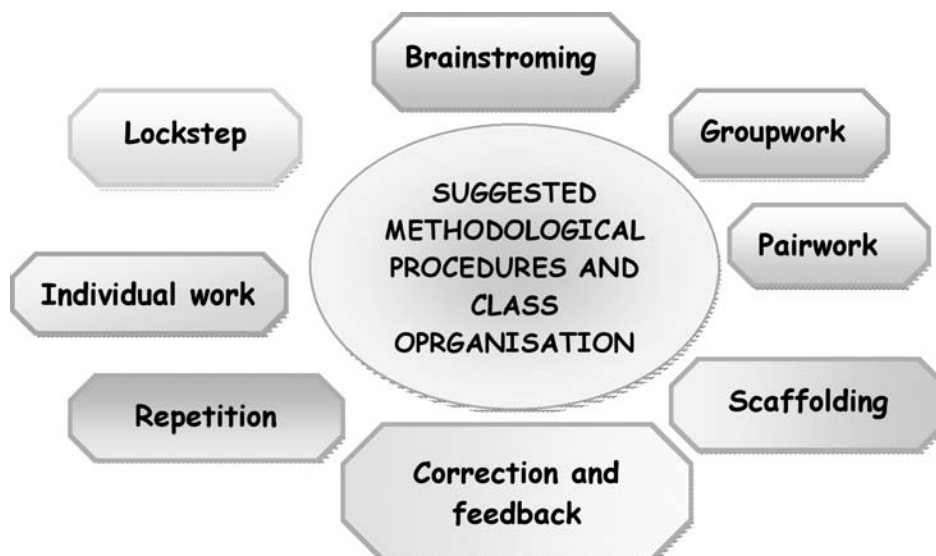 Brainstroming
Lockstep
Groupwork
SUGGESTED
METHODOLOGICAL
PROCEDURES AND
CLASS
OPRGANISATION
Pairwork
Individual work
Scaffolding
Repetition
Correction and
feedback